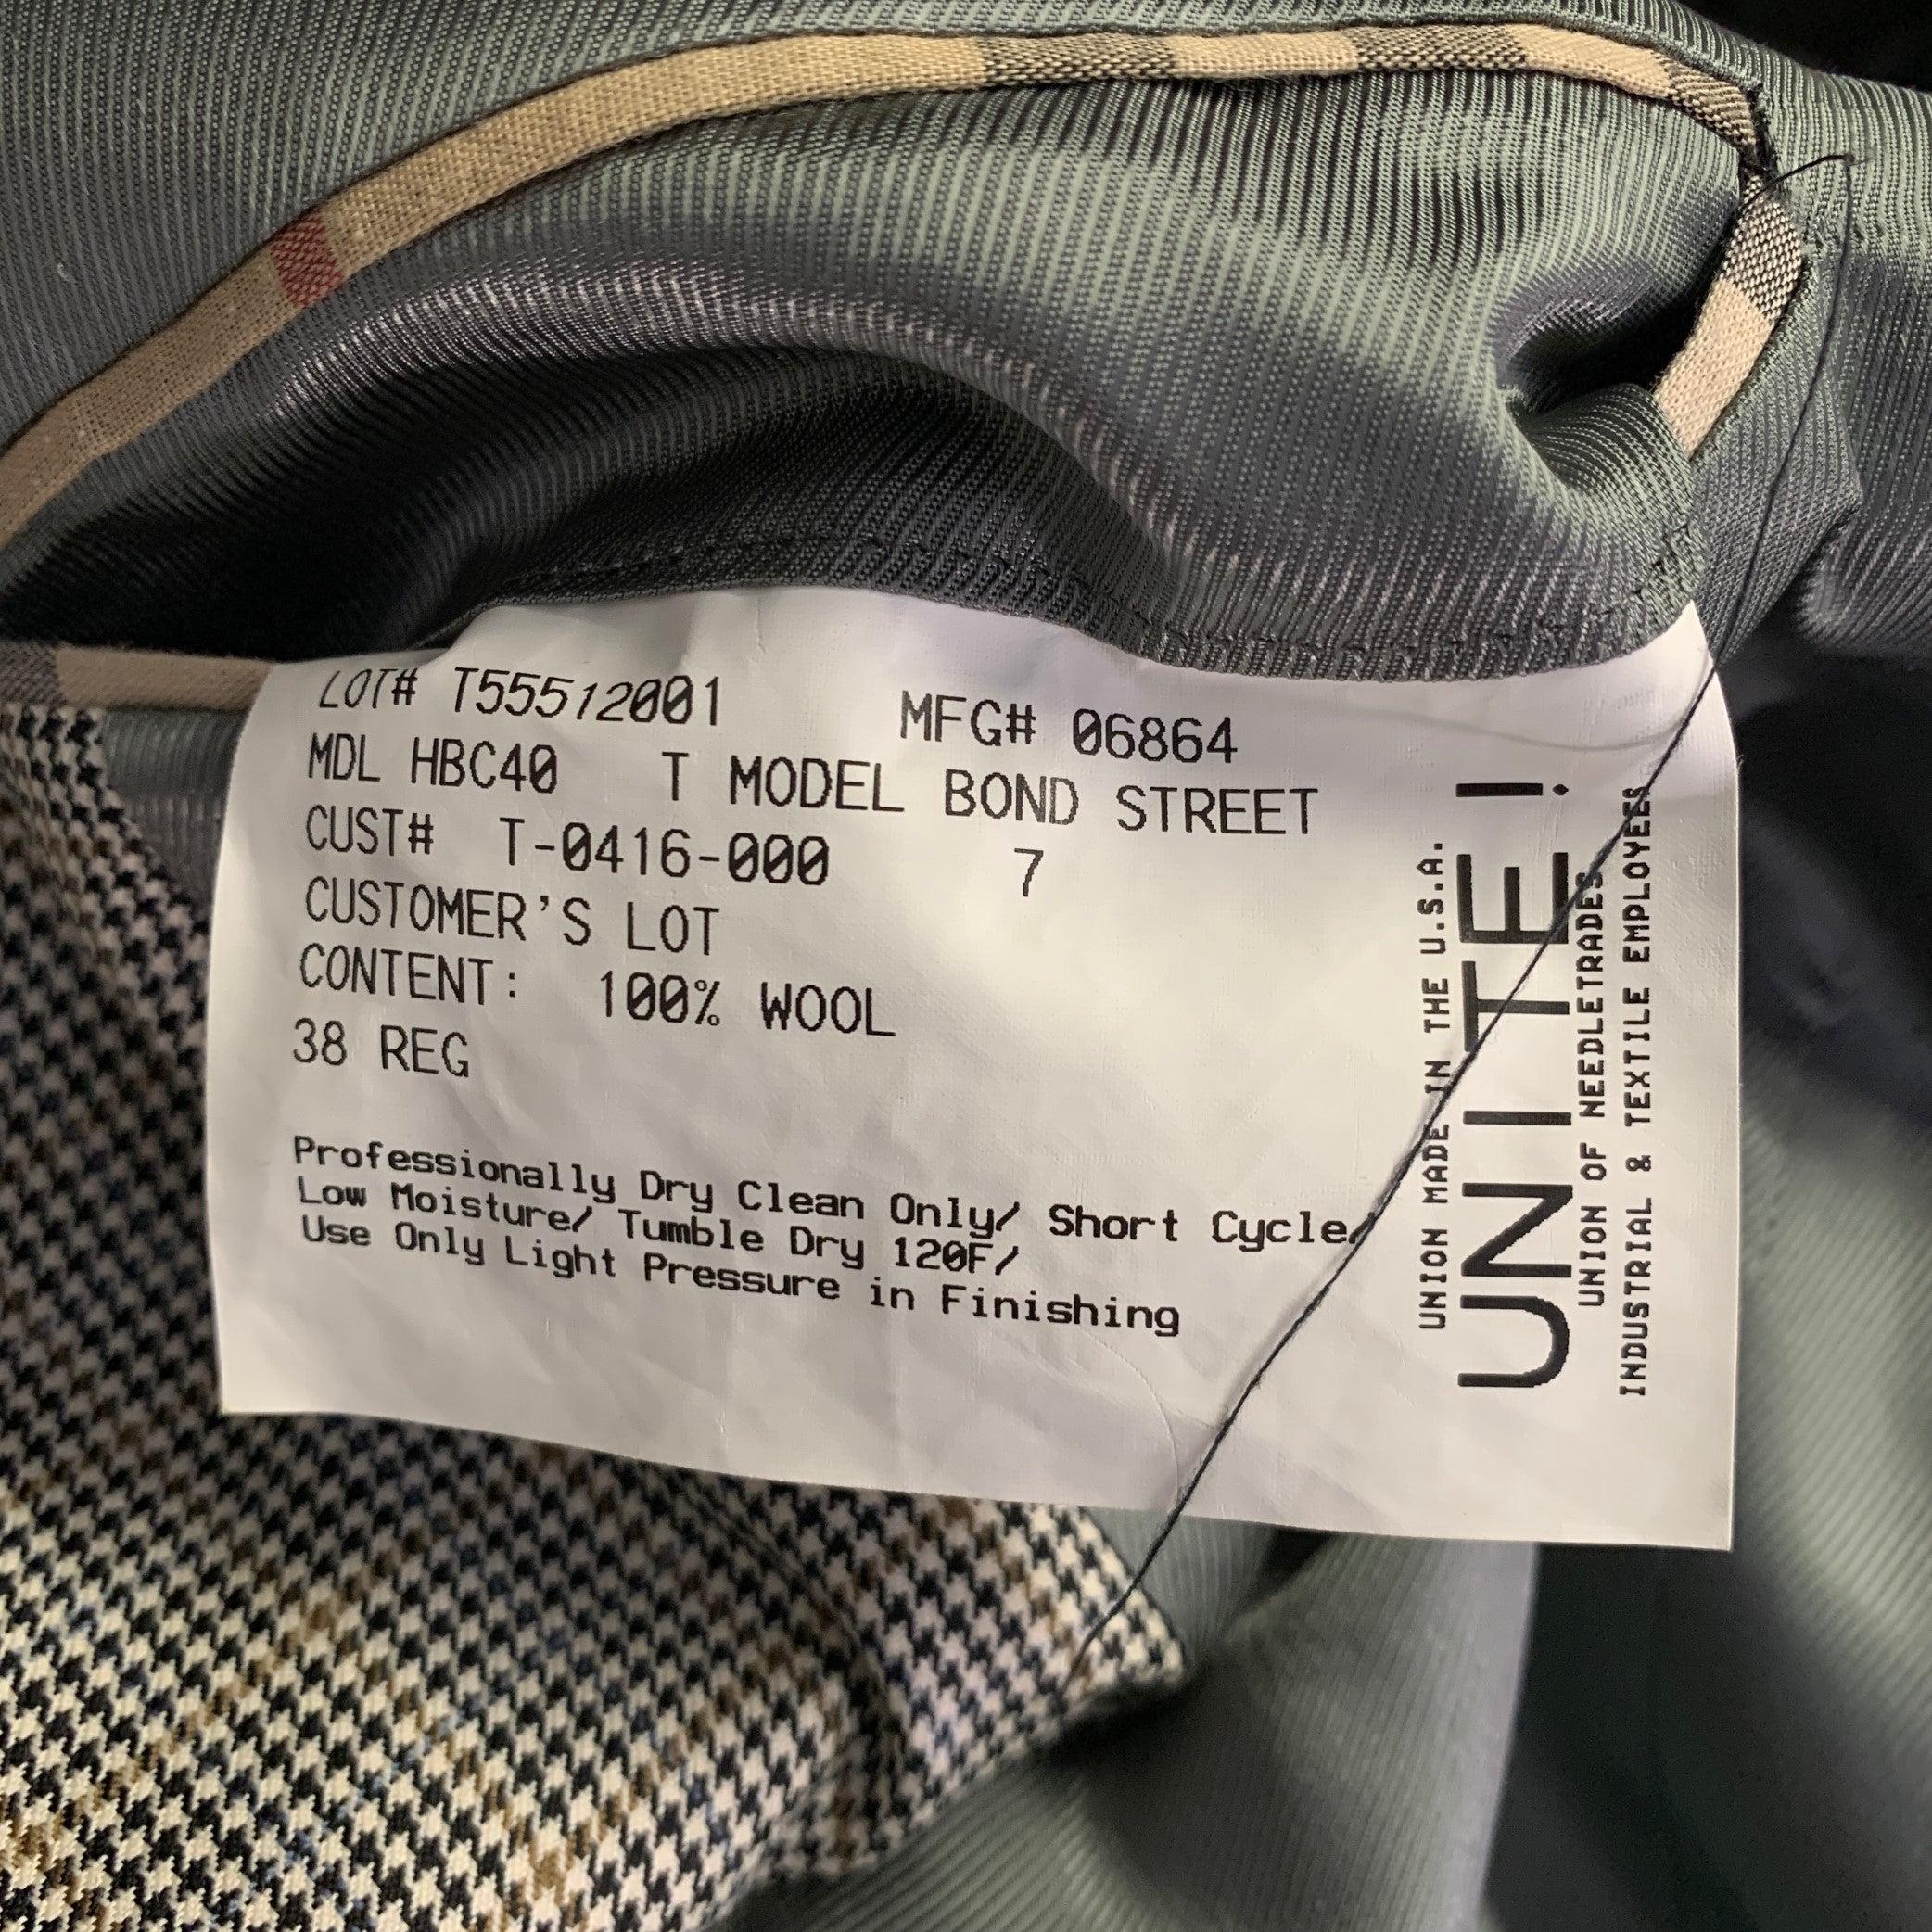 LOT# T55512001 MFG# 06864
MDL HBC40 T MODEL BOND STREET
CUST# T-0416-000 7
CUSTOMER'S LOT
CONTENT: 100% WOOL
38 REG
Professionally Dry Clean Only/ Short Cycle/
Low Moisture/ Tumble Dry 120F/
Use Only Light Pressure in Finishing
UNION MADE IN THE U.S.A.
UNITE!
UNION OF NEEDLETRADES
INDUSTRIAL & TEXTILE EMPLOYEES